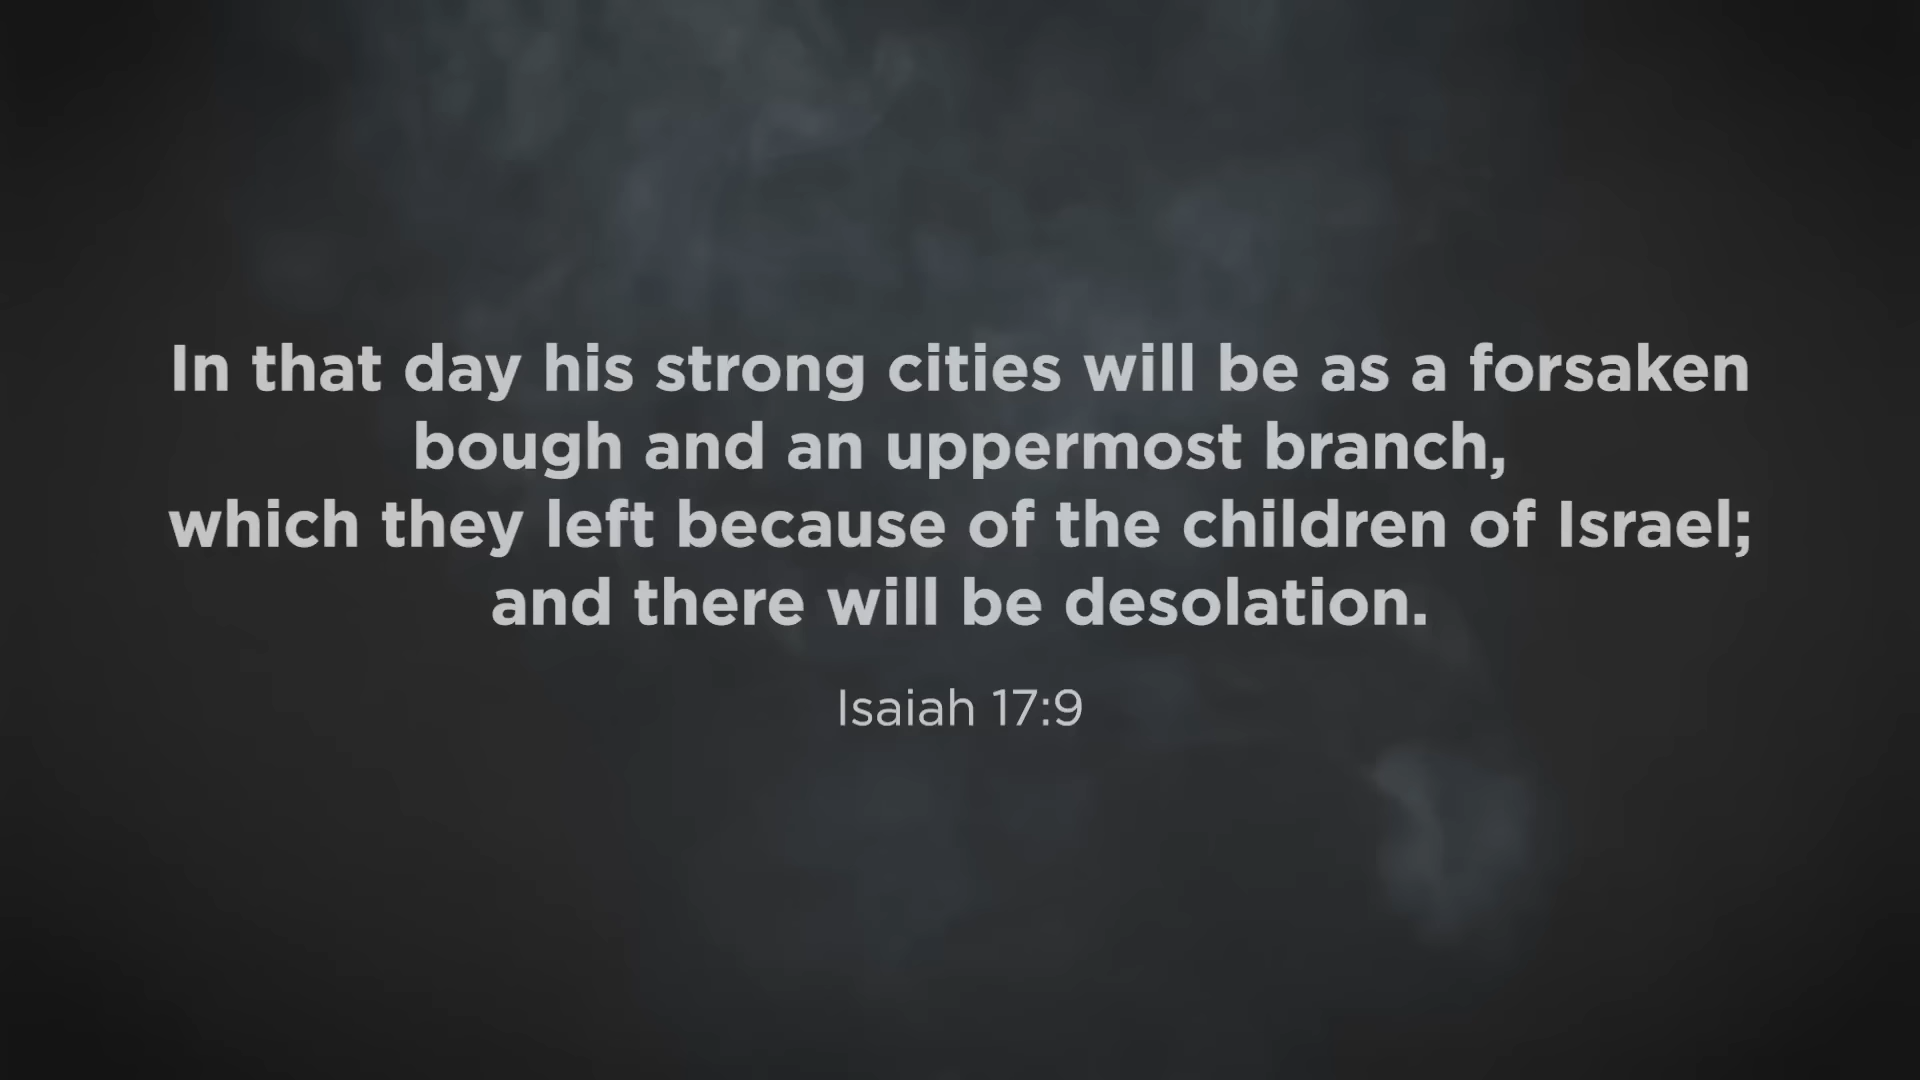 In that day his strong cities will be as a forsaken
bough and an uppermost branch,
which they left because of the children of Israel;
and there will be desolation.
Isaiah 17:9